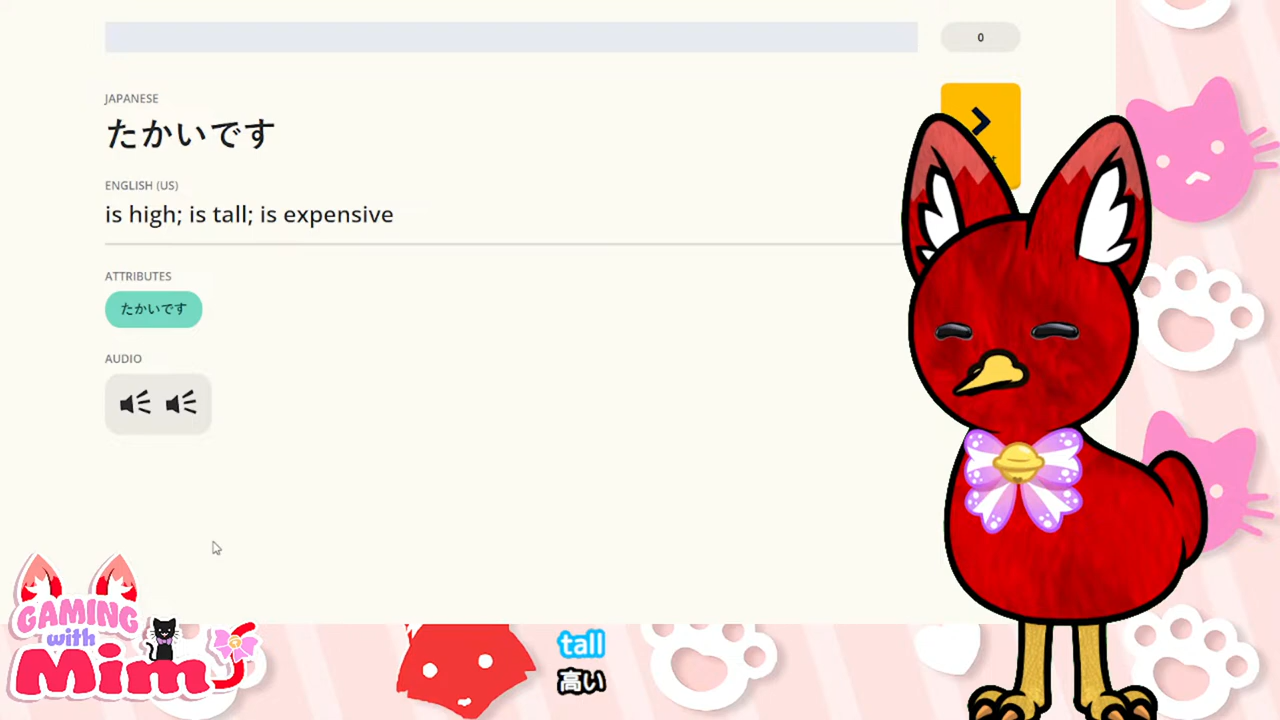 0
JAPANESE
たかいです
ENGLISH (US)
is high; is tall; is expensive
ATTRIBUTES
たかいです
AUDIO
GAMING
with
Mim
tall
高い